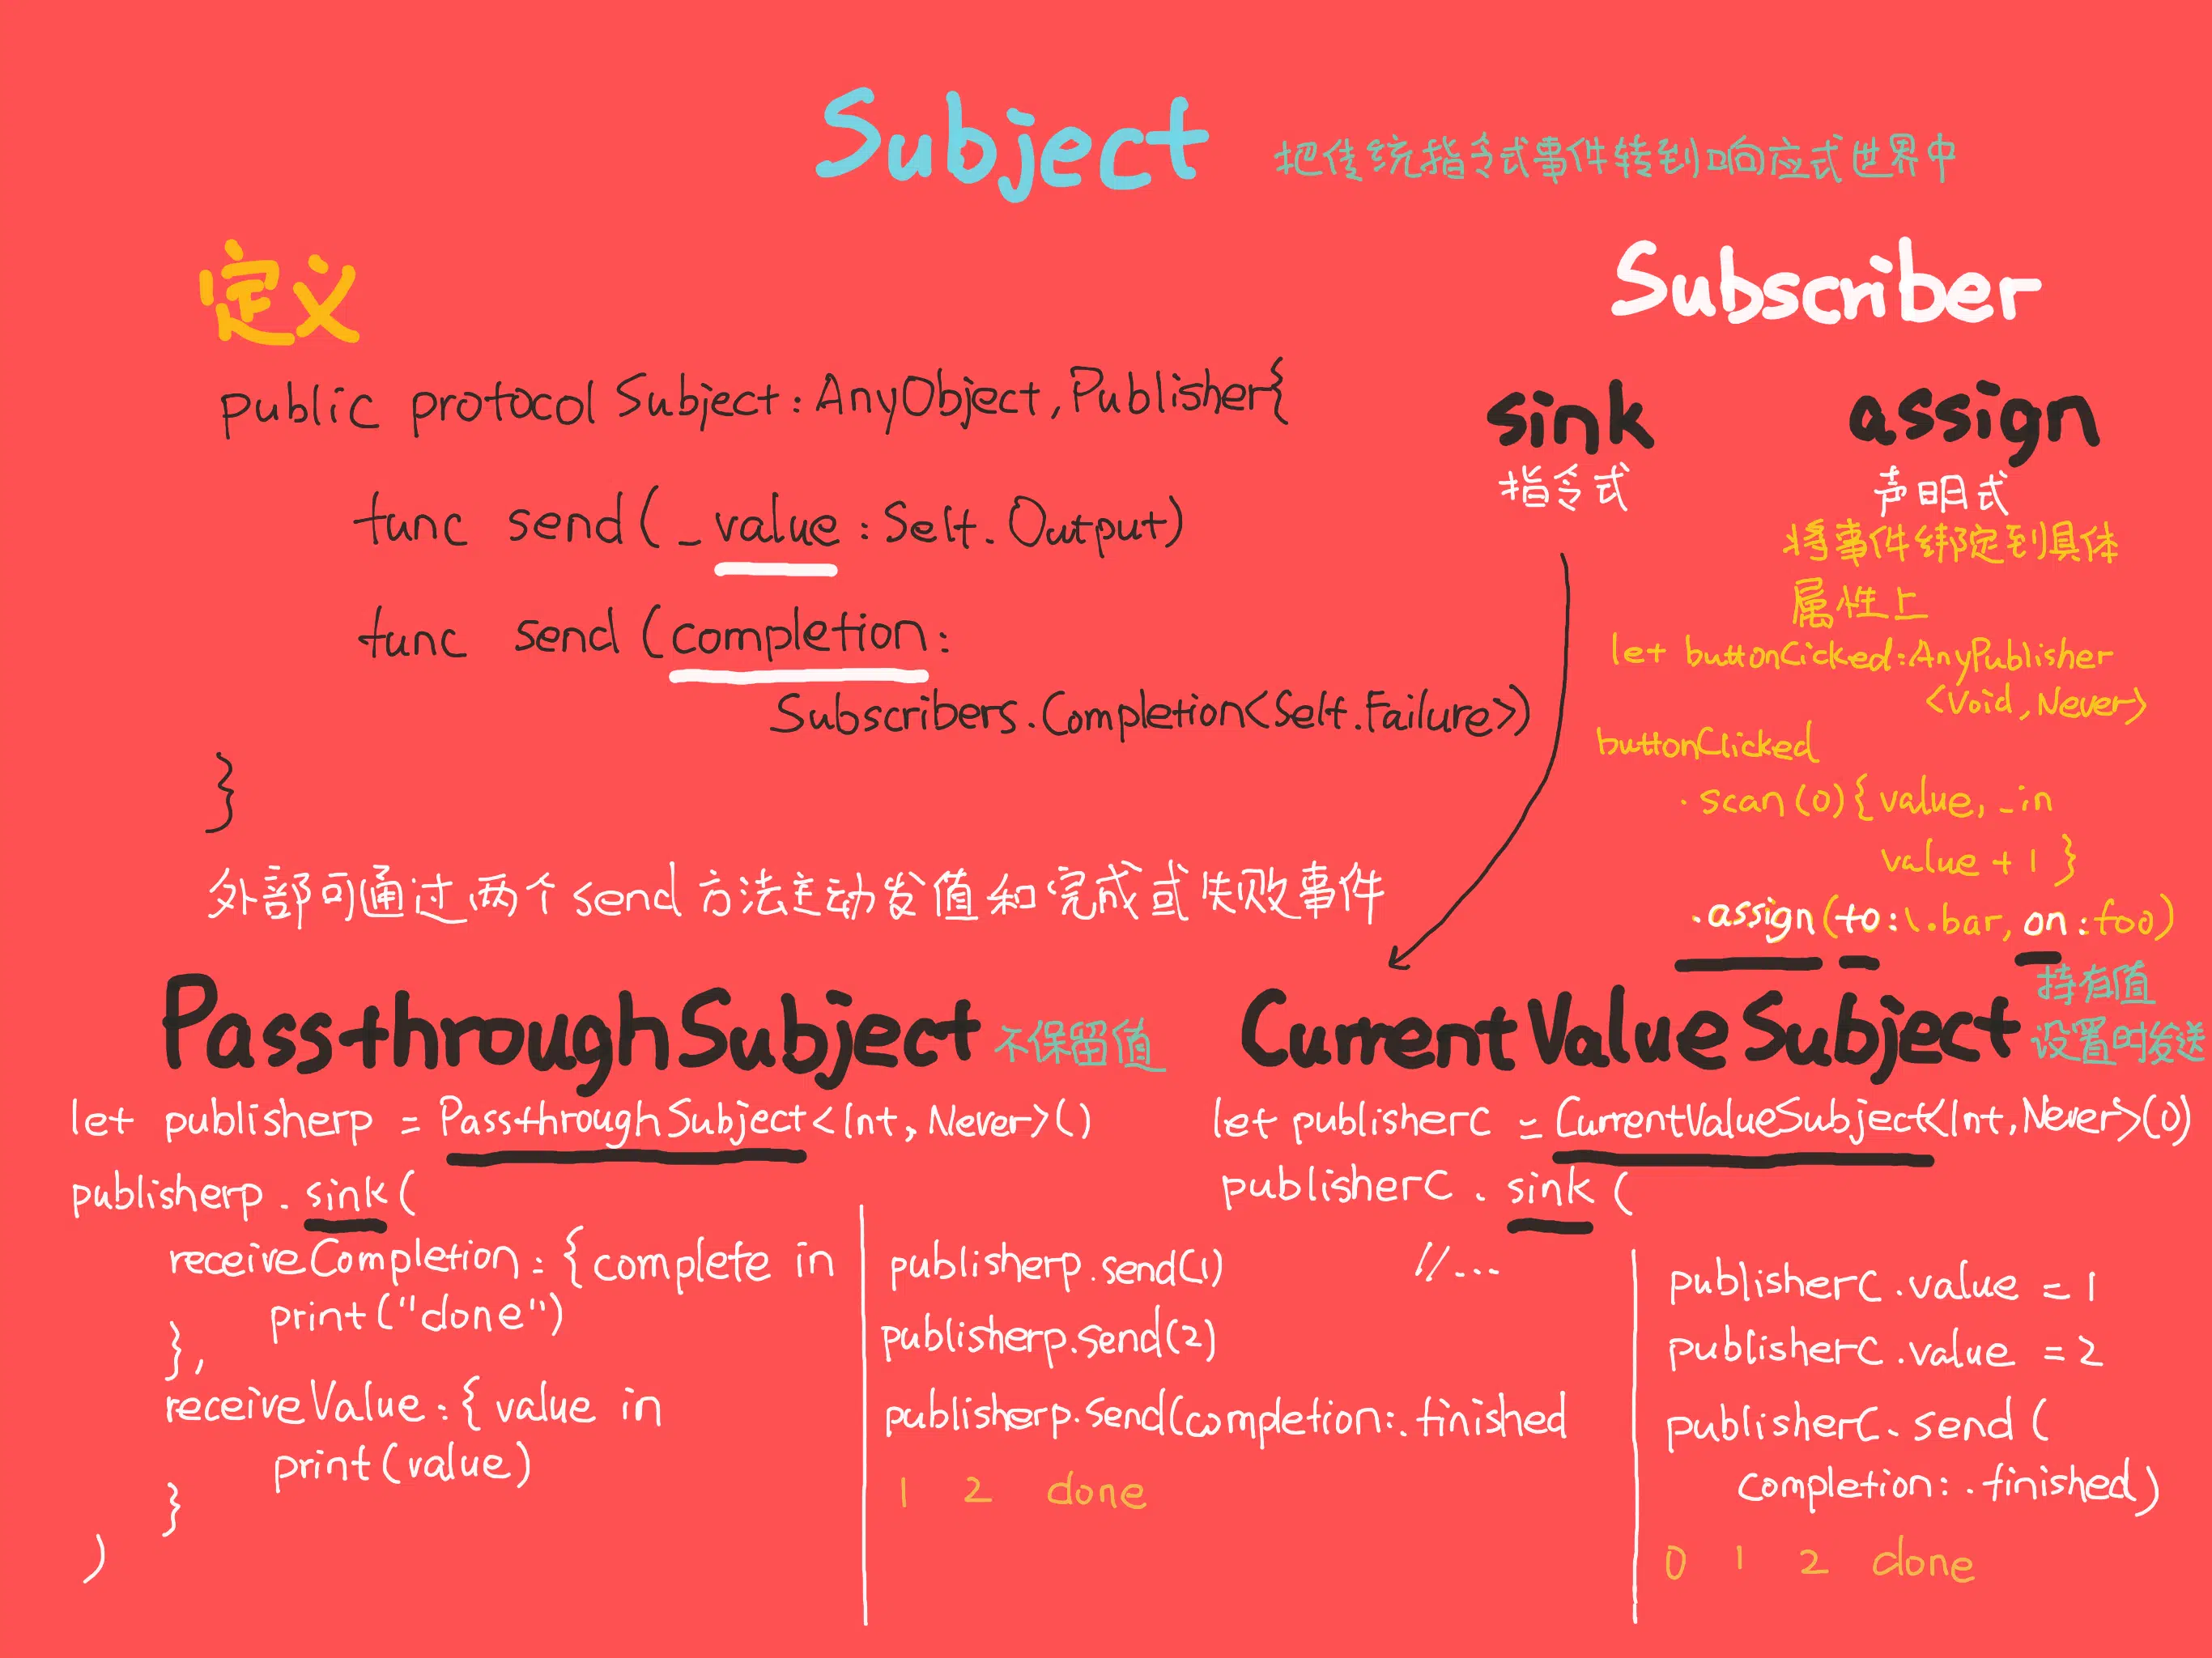 Subject 把传统指令式事件转到响应式世界中
定义
public protocol Subject:AnyObject,Publisher{
func send(_value:Self.Output)
func send(completion:
Subscribers.Completion<Self.Failure>)
}
外部可通过两个send方法主动发值和完成或失败事件
Subscriber
sink
指令式
assign
声明式
将事件绑定到具体
属性上
let buttonCicked:AnyPublisher
<Void,Never>
buttonClicked
.scan(0){value,_in
value+1}
.assign(to:\.bar,on:foo)
PassthroughSubject 不保留值
let publisherp = PassthroughSubject<Int,Never>()
publisherp.sink(
receiveCompletion:{complete in
print("done")
},
receiveValue:{value in
print(value)
}
)
publisherp.send(1)
publisherp.send(2)
publisherp.send(completion:.finished
1 2 done
CurrentValueSubject 持有值
设置时发送
let publisherC = CurrentValueSubject<Int,Never>(0)
publisherC.sink(
//...
publisherC.value = 1
publisherC.value = 2
publisherC.send(
completion:.finished)
0 1 2 done